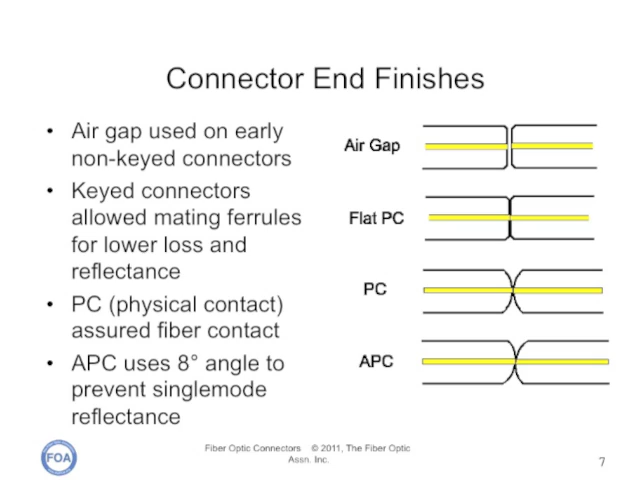 Connector End Finishes
• Air gap used on early
non-keyed connectors
• Keyed connectors
allowed mating ferrules
for lower loss and
reflectance
• PC (physical contact)
assured fiber contact
• APC uses 8° angle to
prevent singlemode
reflectance
Air Gap
Flat PC
PC
APC
FOA
Fiber Optic Connectors © 2011, The Fiber Optic
Assn. Inc.
7